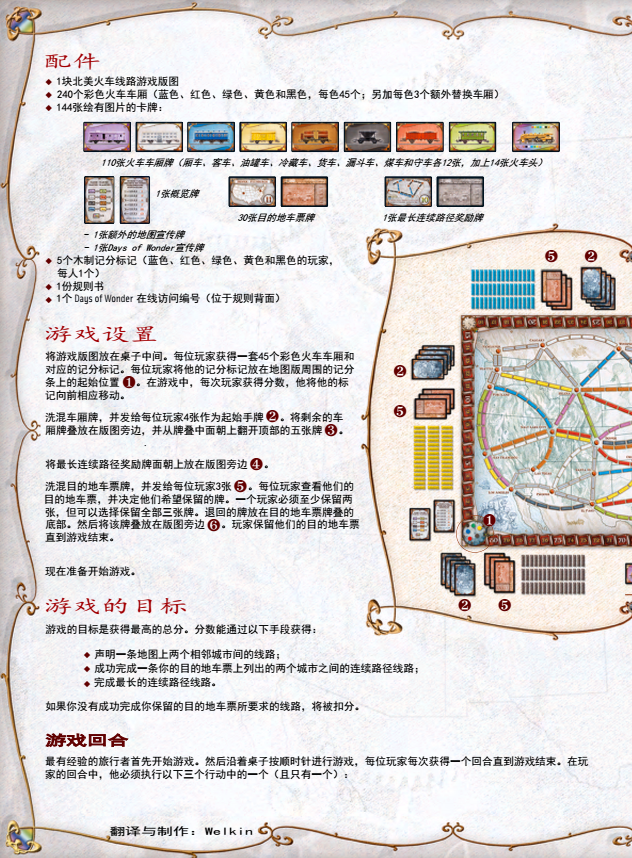 配件
◆ 1块北美火车线路游戏版图
◆ 240个彩色火车车厢（蓝色、红色、绿色、黄色和黑色，每色45个；另加每色3个额外替换车厢）
◆ 144张绘有图片的卡牌：
110张火车车厢牌（厢车、客车、油罐车、冷藏车、货车、漏斗车、煤车和守车各12张，加上14张火车头）
1张概览牌
30张目的地车票牌
1张最长连续路径奖励牌
- 1张额外的地图宣传牌
- 1张Days of Wonder宣传牌
◆ 5个木制记分标记（蓝色、红色、绿色、黄色和黑色的玩家，
每人1个）
◆ 1份规则书
◆ 1个 Days of Wonder 在线访问编号（位于规则背面）
游戏设置
将游戏版图放在桌子中间。每位玩家获得一套45个彩色火车车厢和
对应的记分标记。每位玩家将他的记分标记放在地图版周围的记分
条上的起始位置 1。在游戏中，每次玩家获得分数，他将他的标
记向前相应移动。
洗混车厢牌，并发给每位玩家4张作为起始手牌 2。将剩余的车
厢牌叠放在版图旁边，并从牌叠中面朝上翻开顶部的五张牌 3。
将最长连续路径奖励牌面朝上放在版图旁边 4。
洗混目的地车票牌，并发给每位玩家3张 5。每位玩家查看他们的
目的地车票，并决定他们希望保留的牌。一个玩家必须至少保留两
张，但可以选择保留全部三张牌。退回的牌放在目的地车票牌叠的
底部。然后将该牌叠放在版图旁边 6。玩家保留他们的目的地车票
直到游戏结束。
现在准备开始游戏。
5
2
2
5
1
2
5
游戏的目标
游戏的目标是获得最高的总分。分数能通过以下手段获得：
◆ 声明一条地图上两个相邻城市间的线路；
◆ 成功完成一条你的目的地车票上列出的两个城市之间的连续路径线路；
◆ 完成最长的连续路径线路。
如果你没有成功完成你保留的目的地车票所要求的线路，将被扣分。
游戏回合
最有经验的旅行者首先开始游戏。然后沿着桌子按顺时针进行游戏，每位玩家每次获得一个回合直到游戏结束。在玩
家的回合中，他必须执行以下三个行动中的一个（且只有一个）：
翻译与制作：Welkin